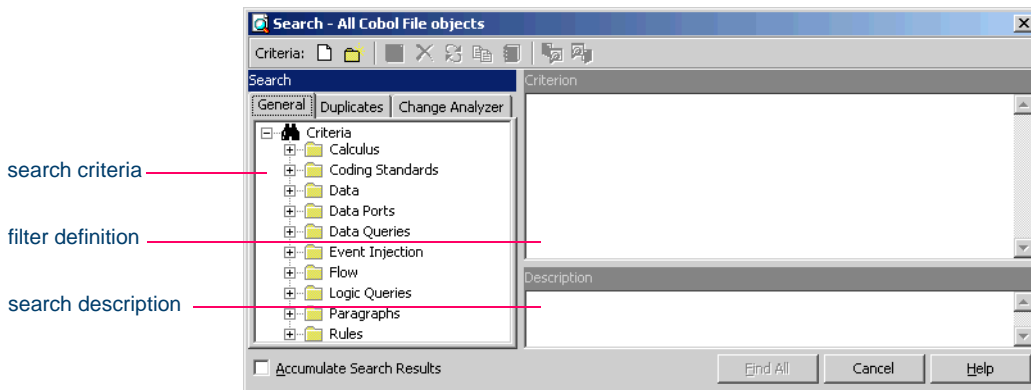 Search - All Cobol File objects
Criteria:
Search
Criterion
General Duplicates Change Analyzer
Criteria
Calculus
search criteria
Coding Standards
Data
Data Ports
filter definition
Data Queries
Event Injection
Flow
Description
search description
Logic Queries
Paragraphs
Rules
Accumulate Search Results
Find All Cancel Help